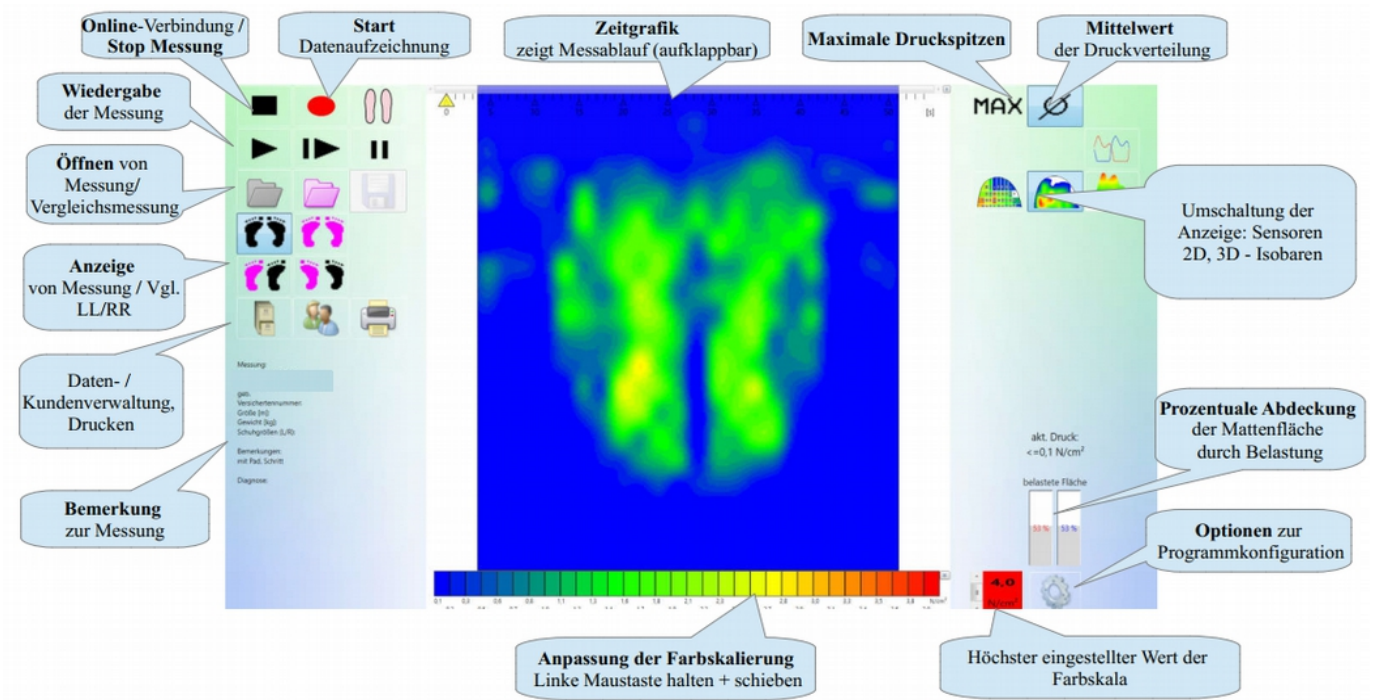 Online-Verbindung /
Stop Messung
Start
Datenaufzeichnung
Zeitgrafik
zeigt Messablauf (aufklappbar)
Maximale Druckspitzen
Mittelwert
der Druckverteilung
Wiedergabe
der Messung
Öffnen von
Messung/
Vergleichsmessung
Anzeige
von Messung / Vgl.
LL/RR
Daten- /
Kundenverwaltung,
Drucken
Bemerkung
zur Messung
Messung:
geb.
Versichertennummer:
Größe [m]:
Gewicht [kg]:
Schuhgrößen (L/R):
Bemerkungen:
mit Pad, Schritt
Diagnose:
0
[s]
MAX
Ø
Umschaltung der
Anzeige: Sensoren
2D, 3D - Isobaren
akt. Druck:
<=0,1 N/cm²
belastete Fläche
53 % 53 %
Prozentuale Abdeckung
der Mattenfläche
durch Belastung
Optionen zur
Programmkonfiguration
4,0
N/cm²
Anpassung der Farbskalierung
Linke Maustaste halten + schieben
Höchster eingestellter Wert der
Farbskala